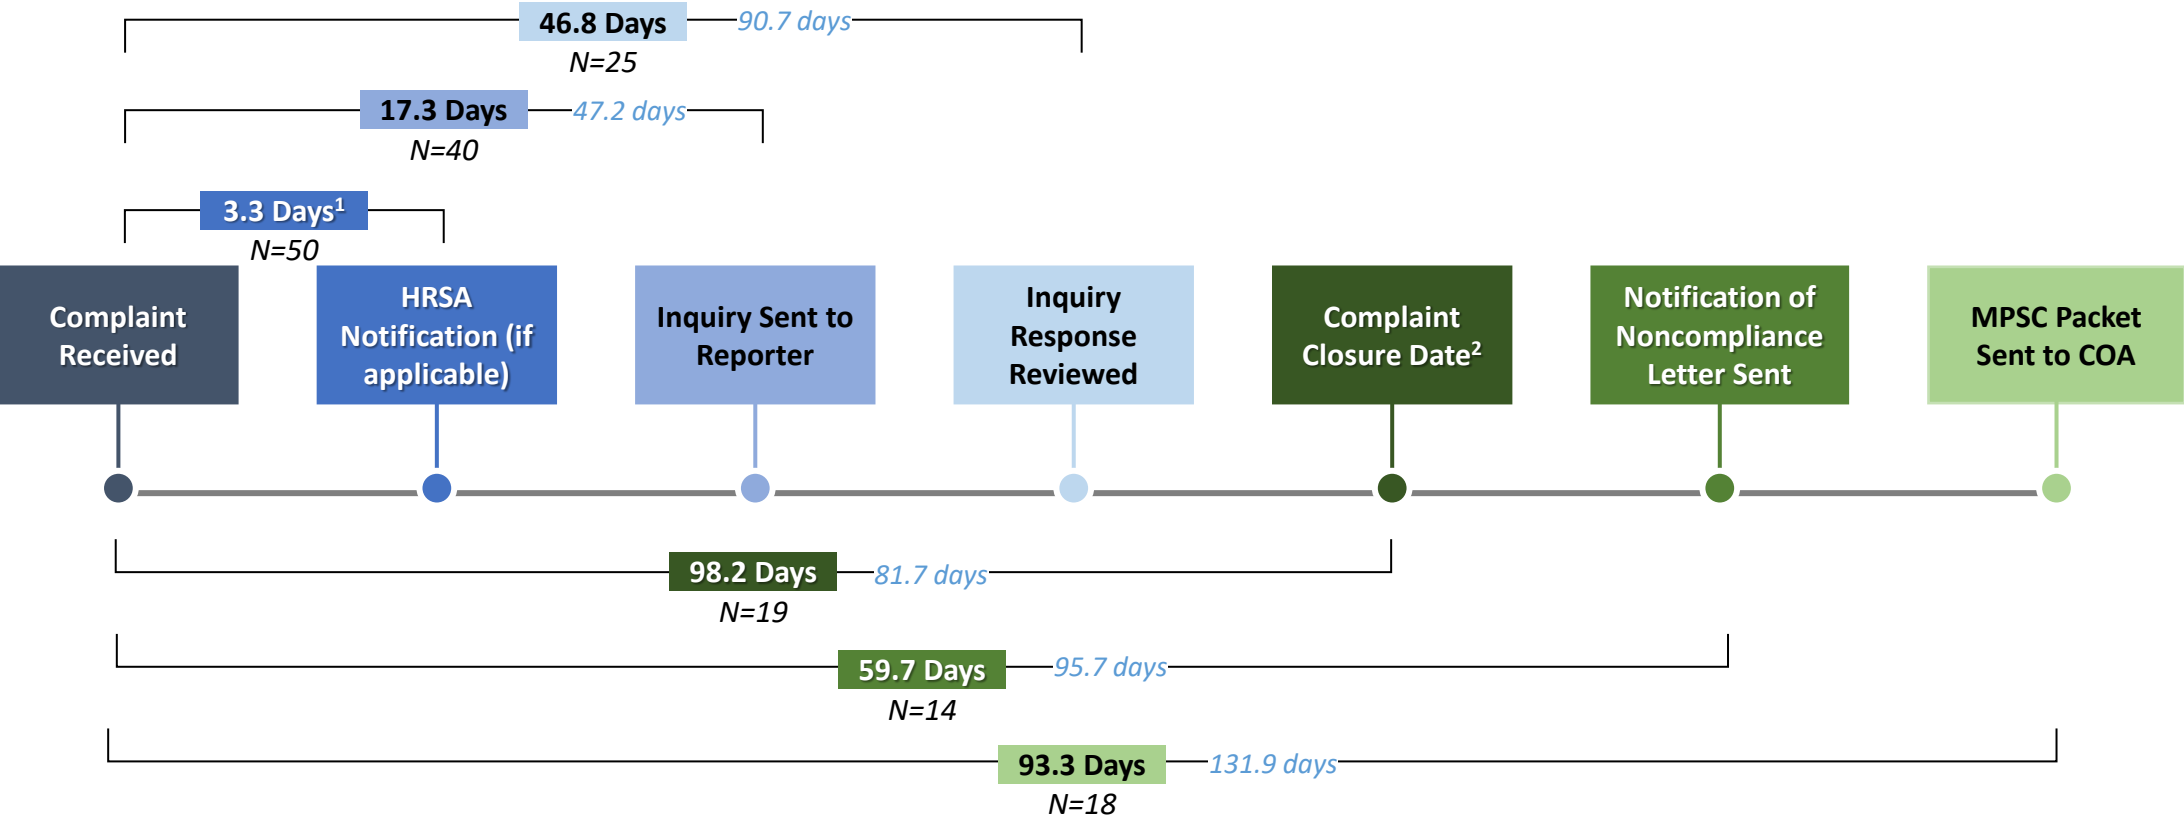 46.8 Days 90.7 days
N=25
17.3 Days 47.2 days
N=40
3.3 Days¹
N=50
Complaint
Received
HRSA
Notification (if
applicable)
Inquiry Sent to
Reporter
Inquiry
Response
Reviewed
Complaint
Closure Date²
Notification of
Noncompliance
Letter Sent
MPSC Packet
Sent to COA
98.2 Days 81.7 days
N=19
59.7 Days 95.7 days
N=14
93.3 Days 131.9 days
N=18